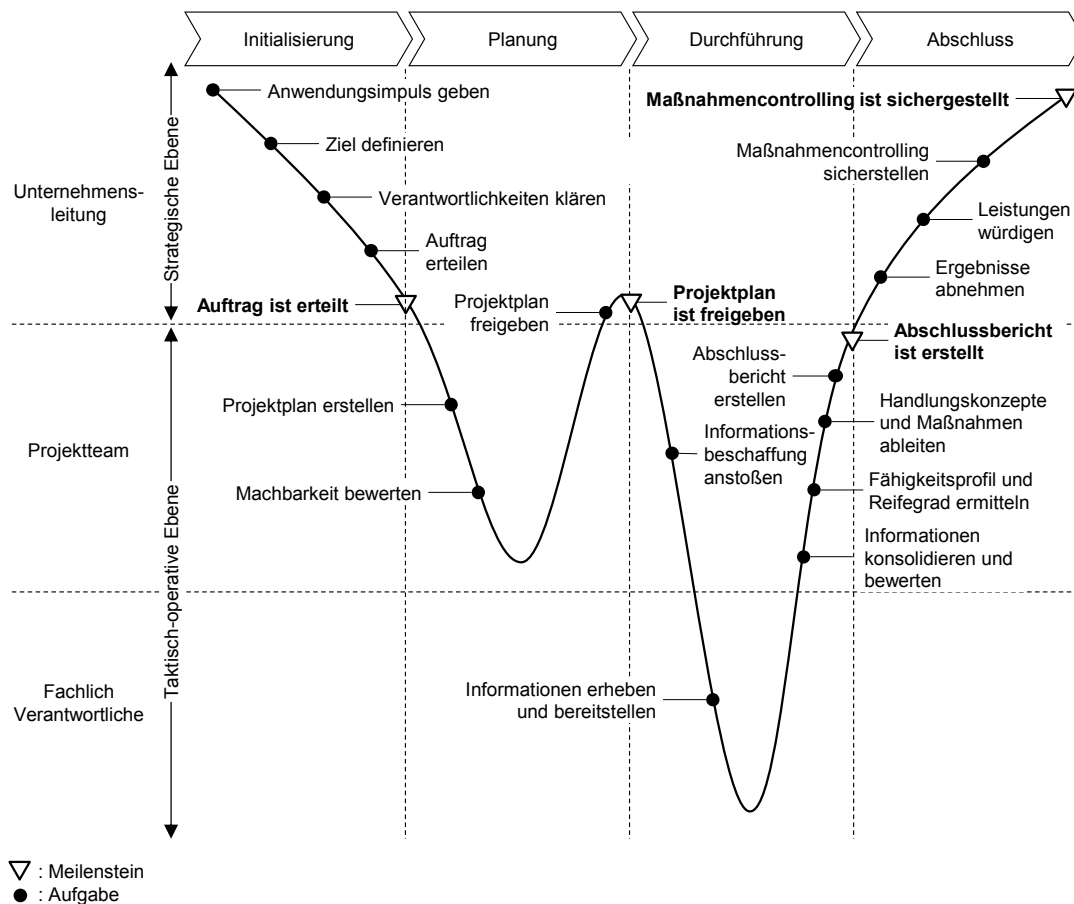 Initialisierung
Planung
Durchführung
Abschluss
Unternehmens-
leitung
Strategische Ebene
Anwendungsimpuls geben
Ziel definieren
Verantwortlichkeiten klären
Auftrag
erteilen
Auftrag ist erteilt
Projektplan
freigeben
Projektplan
ist freigeben
Maßnahmencontrolling ist sichergestellt
Maßnahmencontrolling
sicherstellen
Leistungen
würdigen
Ergebnisse
abnehmen
Abschlussbericht
ist erstellt
Projektteam
Taktisch-operative Ebene
Projektplan erstellen
Machbarkeit bewerten
Abschluss-
bericht
erstellen
Informations-
beschaffung
anstoßen
Handlungskonzepte
und Maßnahmen
ableiten
Fähigkeitsprofil und
Reifegrad ermitteln
Informationen
konsolidieren und
bewerten
Fachlich
Verantwortliche
Informationen erheben
und bereitstellen
: Meilenstein
: Aufgabe